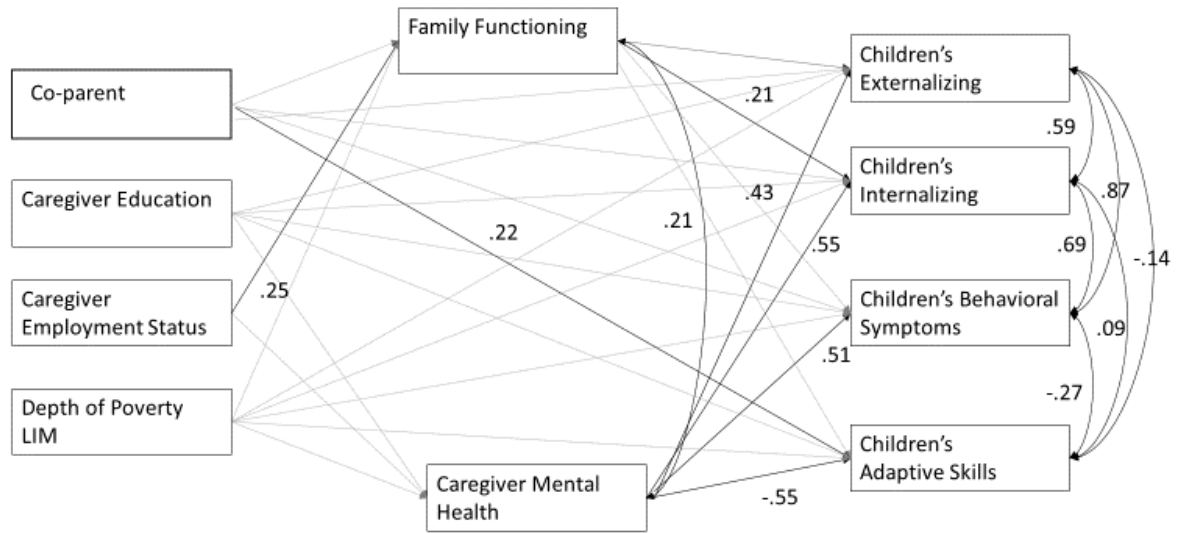 Family Functioning
Co-parent
Children's
Externalizing
.21
.59
Children's
Internalizing
Caregiver Education
.43
.87
.21
.22
.55
.69
-.14
Caregiver
Employment Status
.25
Children's Behavioral
Symptoms
.09
.51
-.27
Depth of Poverty
LIM
Children's
Adaptive Skills
Caregiver Mental
Health
-.55